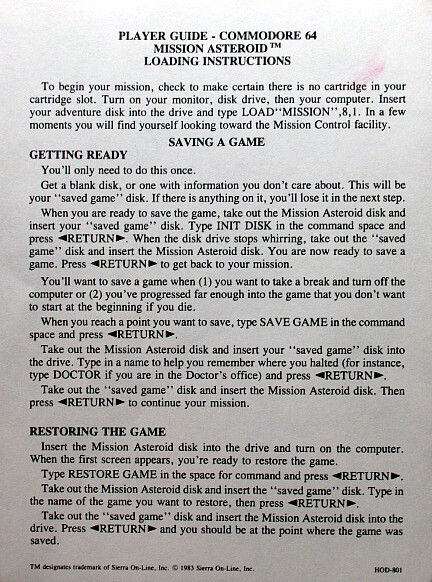 PLAYER GUIDE - COMMODORE 64
MISSION ASTEROID™
LOADING INSTRUCTIONS
To begin your mission, check to make certain there is no cartridge in your
cartridge slot. Turn on your monitor, disk drive, then your computer. Insert
your adventure disk into the drive and type LOAD''MISSION'',8,1. In a few
moments you will find yourself looking toward the Mission Control facility.
SAVING A GAME
GETTING READY
You'll only need to do this once.
Get a blank disk, or one with information you don't care about. This will be
your ''saved game'' disk. If there is anything on it, you'll lose it in the next step.
When you are ready to save the game, take out the Mission Asteroid disk and
insert your ''saved game'' disk. Type INIT DISK in the command space and
press ◄RETURN►. When the disk drive stops whirring, take out the ''saved
game'' disk and insert the Mission Asteroid disk. You are now ready to save a
game. Press ◄RETURN► to get back to your mission.
You'll want to save a game when (1) you want to take a break and turn off the
computer or (2) you've progressed far enough into the game that you don't want
to start at the beginning if you die.
When you reach a point you want to save, type SAVE GAME in the command
space and press ◄RETURN►.
Take out the Mission Asteroid disk and insert your ''saved game'' disk into
the drive. Type in a name to help you remember where you halted (for instance,
type DOCTOR if you are in the Doctor's office) and press ◄RETURN►.
Take out the ''saved game'' disk and insert the Mission Asteroid disk. Then
press ◄RETURN► to continue your mission.
RESTORING THE GAME
Insert the Mission Asteroid disk into the drive and turn on the computer.
When the first screen appears, you're ready to restore the game.
Type RESTORE GAME in the space for command and press ◄RETURN►.
Take out the Mission Asteroid disk and insert the ''saved game'' disk. Type in
the name of the game you want to restore, then press ◄RETURN►.
Take out the ''saved game'' disk and insert the Mission Asteroid disk into the
drive. Press ◄RETURN► and you should be at the point where the game was
saved.
TM designates trademark of Sierra On-Line, Inc. © 1983 Sierra On-Line, Inc. HOD-801